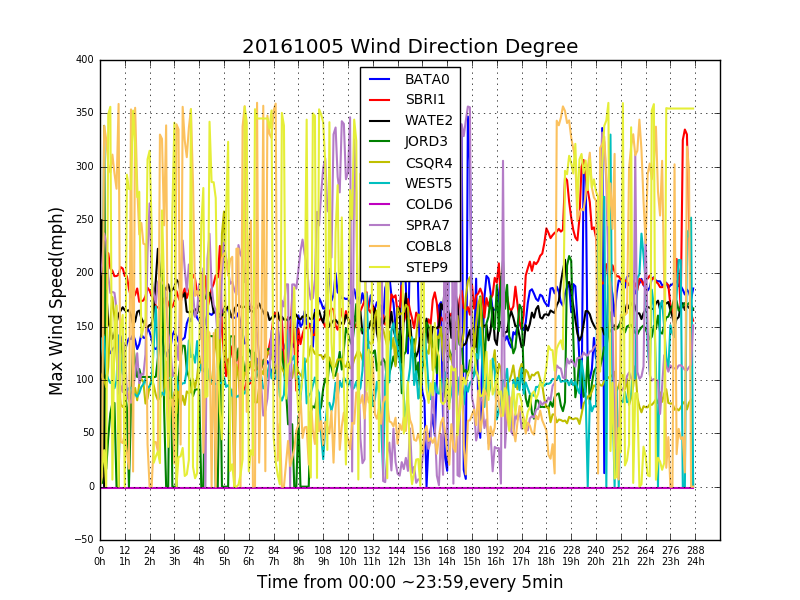 20161005 Wind Direction Degree
BATA0
SBRI1
WATE2
JORD3
CSQR4
WEST5
COLD6
SPRA7
COBL8
STEP9
Max Wind Speed(mph)
400
350
300
250
200
150
100
50
0
−50
0 12 24 36 48 60 72 84 96 108 120 132 144 156 168 180 192 204 216 228 240 252 264 276 288
0h 1h 2h 3h 4h 5h 6h 7h 8h 9h 10h 11h 12h 13h 14h 15h 16h 17h 18h 19h 20h 21h 22h 23h 24h
Time from 00:00 ~23:59,every 5min